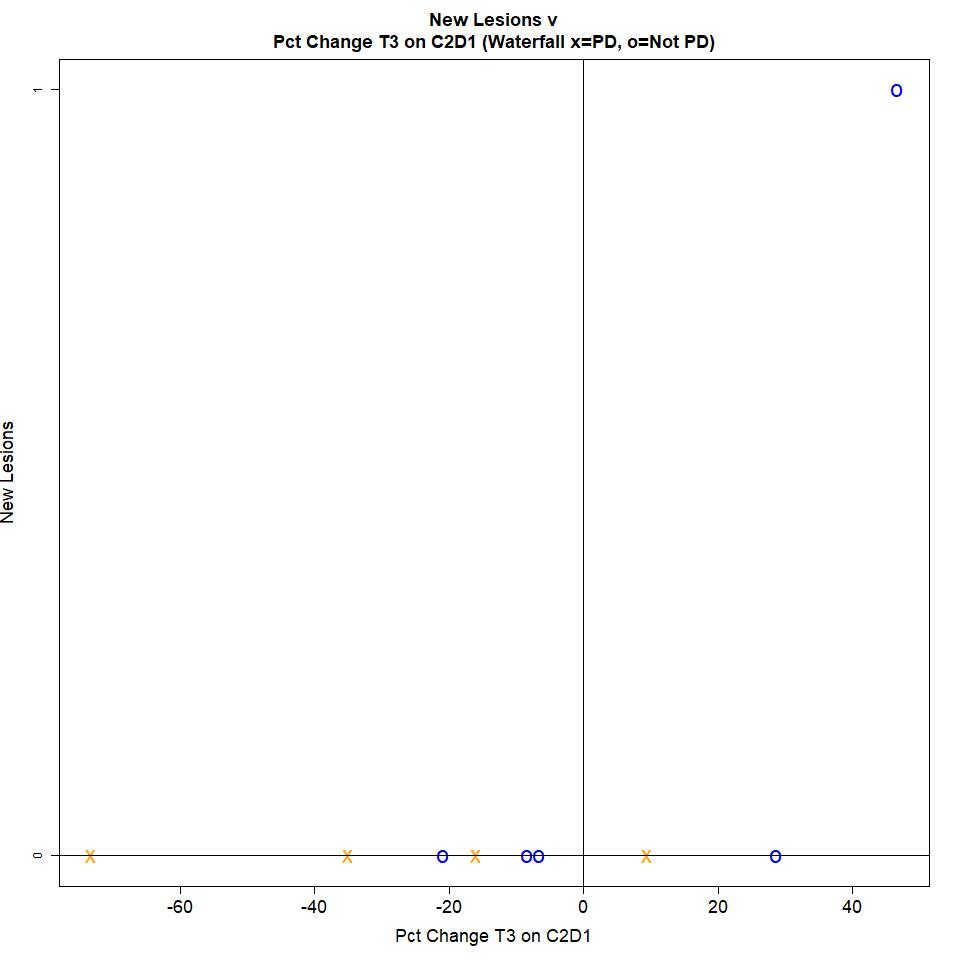 New Lesions v
Pct Change T3 on C2D1 (Waterfall x=PD, o=Not PD)
1
o
New Lesions
0
x x o x o o x o
-60 -40 -20 0 20 40
Pct Change T3 on C2D1